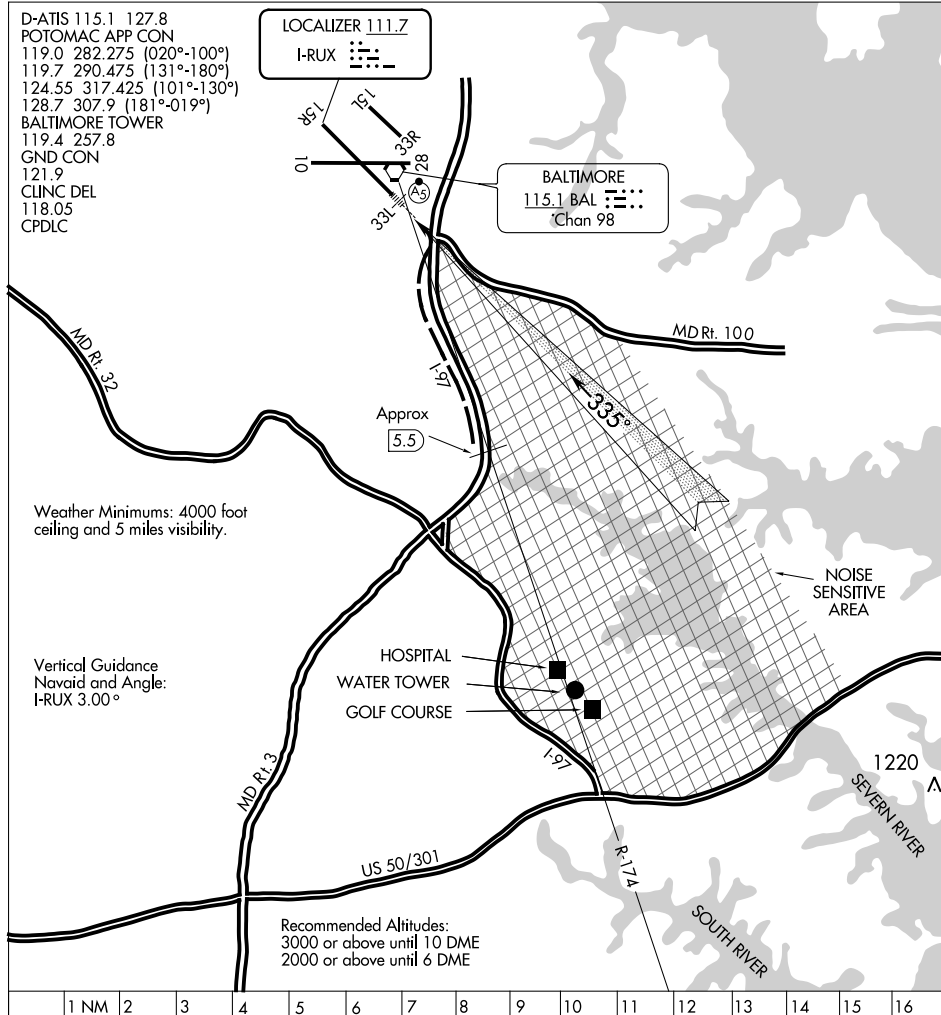 D-ATIS 115.1 127.8
POTOMAC APP CON
119.0 282.275 (020°-100°)
119.7 290.475 (131°-180°)
124.55 317.425 (101°-130°)
128.7 307.9 (181°-019°)
BALTIMORE TOWER
119.4 257.8
GND CON
121.9
CLINC DEL
118.05
CPDLC
LOCALIZER 111.7
I-RUX
15R
15L
33R
10
28
A5
33L
BALTIMORE
115.1 BAL
Chan 98
MD Rt. 100
MD Rt. 32
I-97
335°
Approx
5.5
Weather Minimums: 4000 foot
ceiling and 5 miles visibility.
NOISE
SENSITIVE
AREA
Vertical Guidance
Navaid and Angle:
I-RUX 3.00°
HOSPITAL
WATER TOWER
GOLF COURSE
I-97
MD Rt. 3
1220
SEVERN RIVER
US 50/301
R-174
SOUTH RIVER
Recommended Altitudes:
3000 or above until 10 DME
2000 or above until 6 DME
1 NM 2 3 4 5 6 7 8 9 10 11 12 13 14 15 16